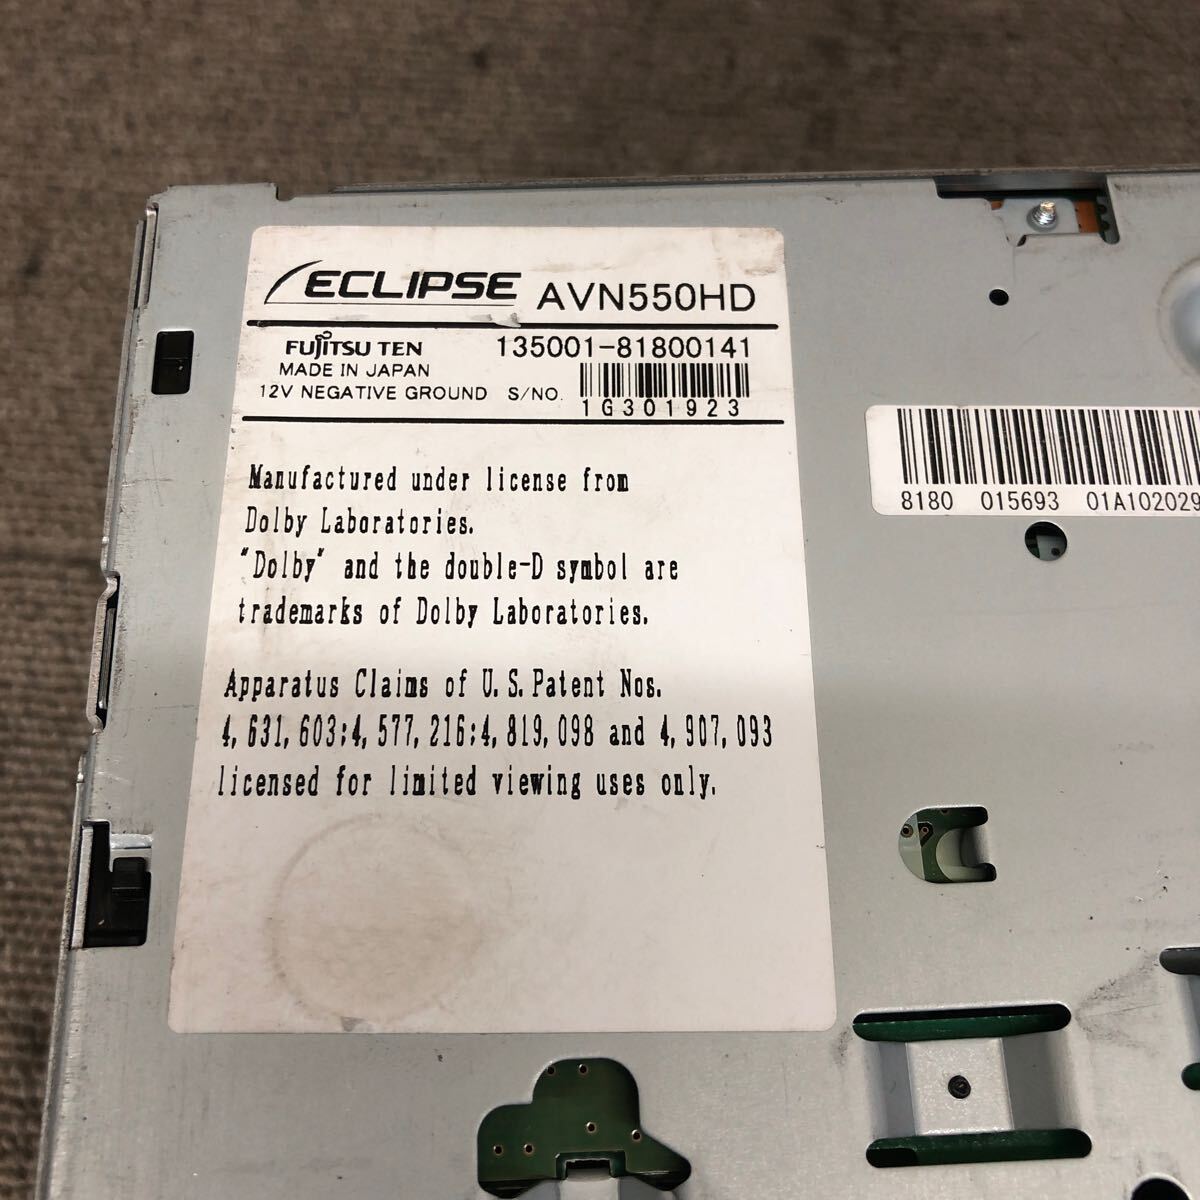 ECLIPSE AVN550HD
FUJITSU TEN 135001-81800141
MADE IN JAPAN
12V NEGATIVE GROUND S/NO.
1G301923
Manufactured under license from
Dolby Laboratories.
"Dolby" and the double-D symbol are
trademarks of Dolby Laboratories.
Apparatus Claims of U.S.Patent Nos.
4,631,603;4,577,216;4,819,098 and 4,907,093
licensed for limited viewing uses only.
8180 015693 01A102029